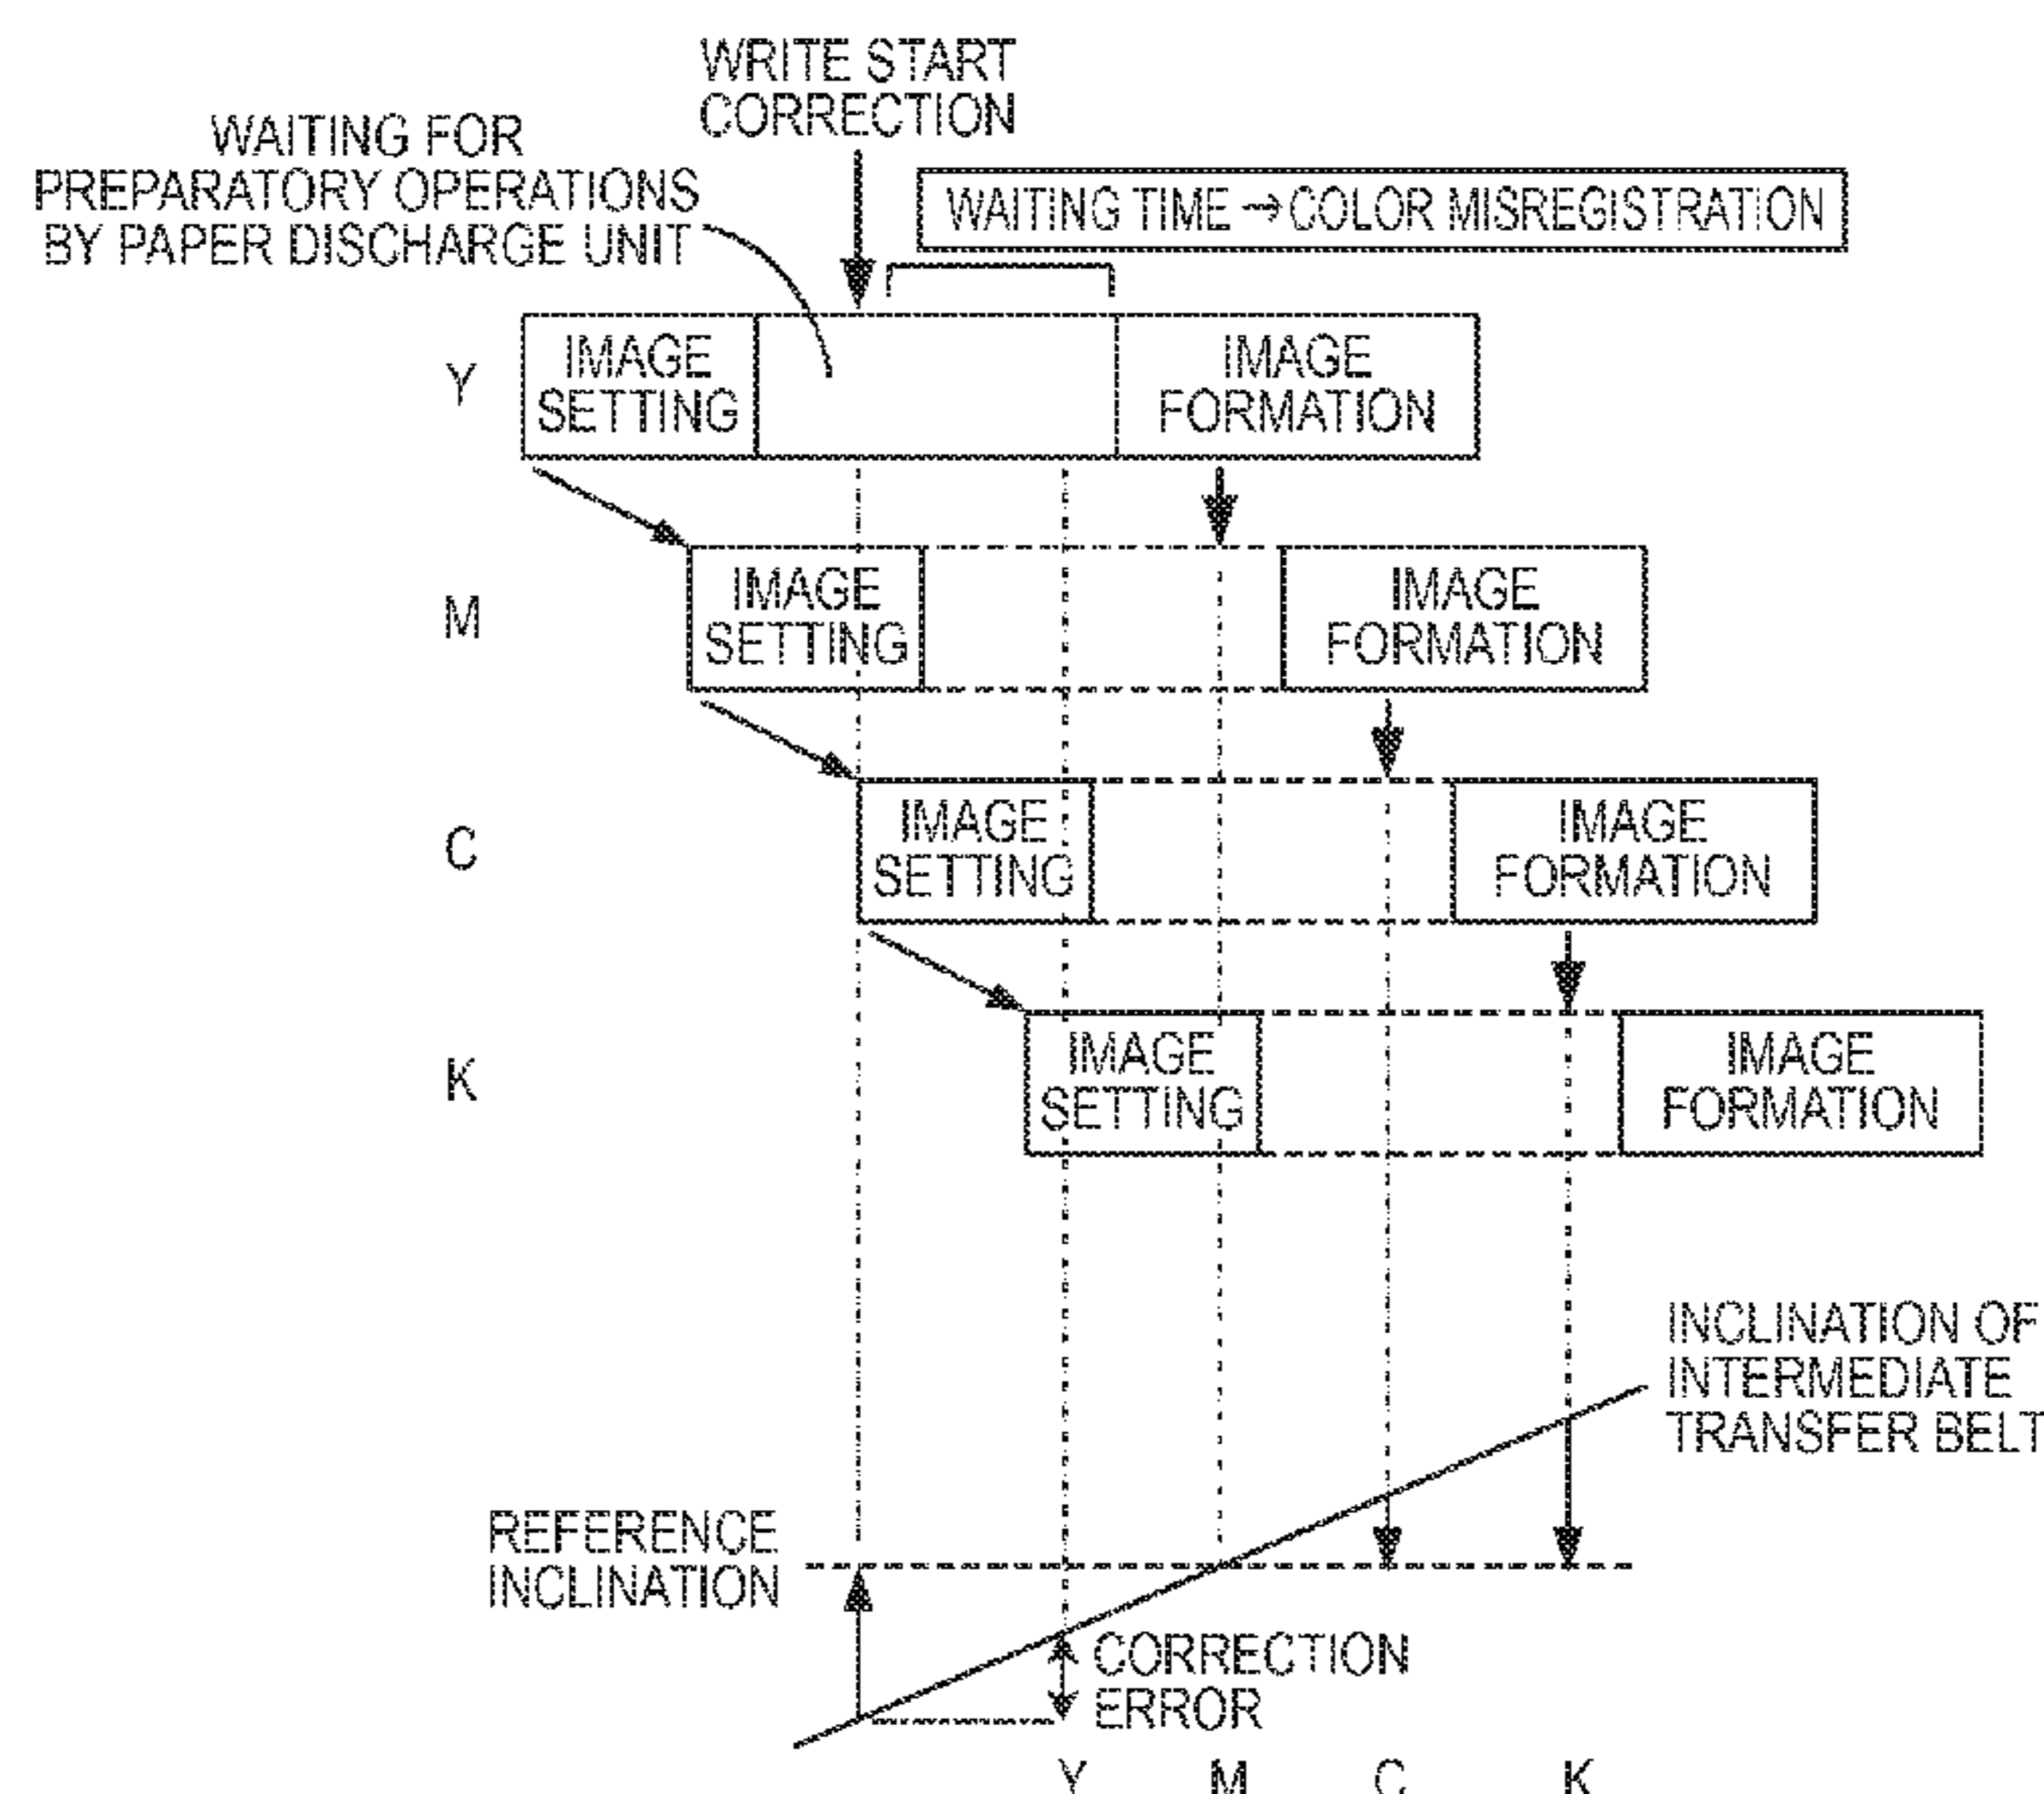 WRITE START
CORRECTION
WAITING FOR
PREPARATORY OPERATIONS
BY PAPER DISCHARGE UNIT
WAITING TIME → COLOR MISREGISTRATION
Y
IMAGE
SETTING
IMAGE
FORMATION
M
IMAGE
SETTING
IMAGE
FORMATION
C
IMAGE
SETTING
IMAGE
FORMATION
K
IMAGE
SETTING
IMAGE
FORMATION
INCLINATION OF
INTERMEDIATE
TRANSFER BELT
REFERENCE
INCLINATION
CORRECTION
ERROR
Y M C K